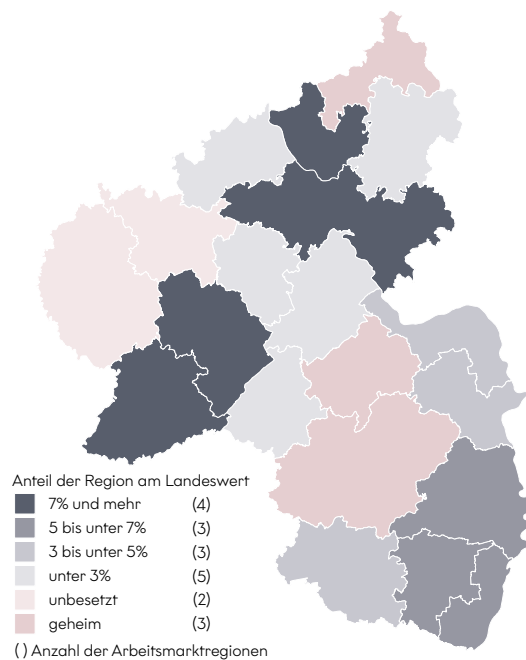 Anteil der Region am Landeswert
7% und mehr (4)
5 bis unter 7% (3)
3 bis unter 5% (3)
unter 3% (5)
unbesetzt (2)
geheim (3)
( ) Anzahl der Arbeitsmarktregionen